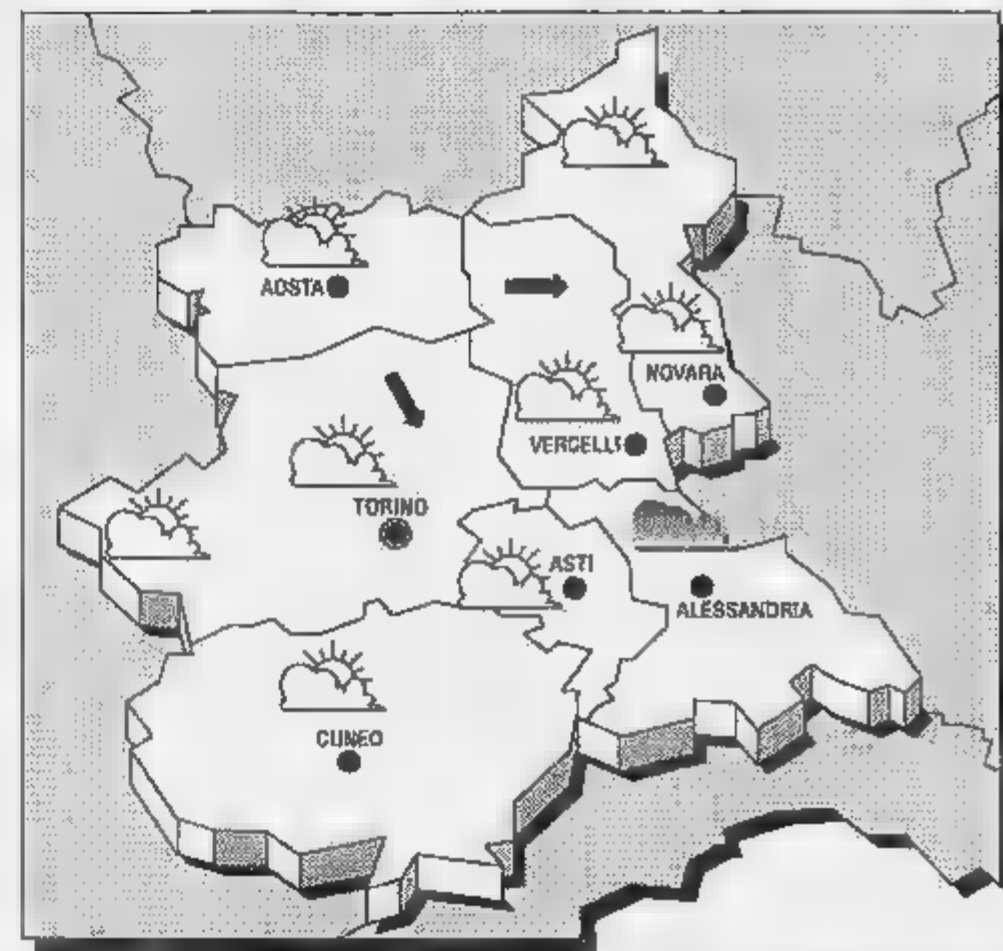 AOSTA
NOVARA
VERCELLI
TORINO
ASTI
ALESSANDRIA
CUNEO